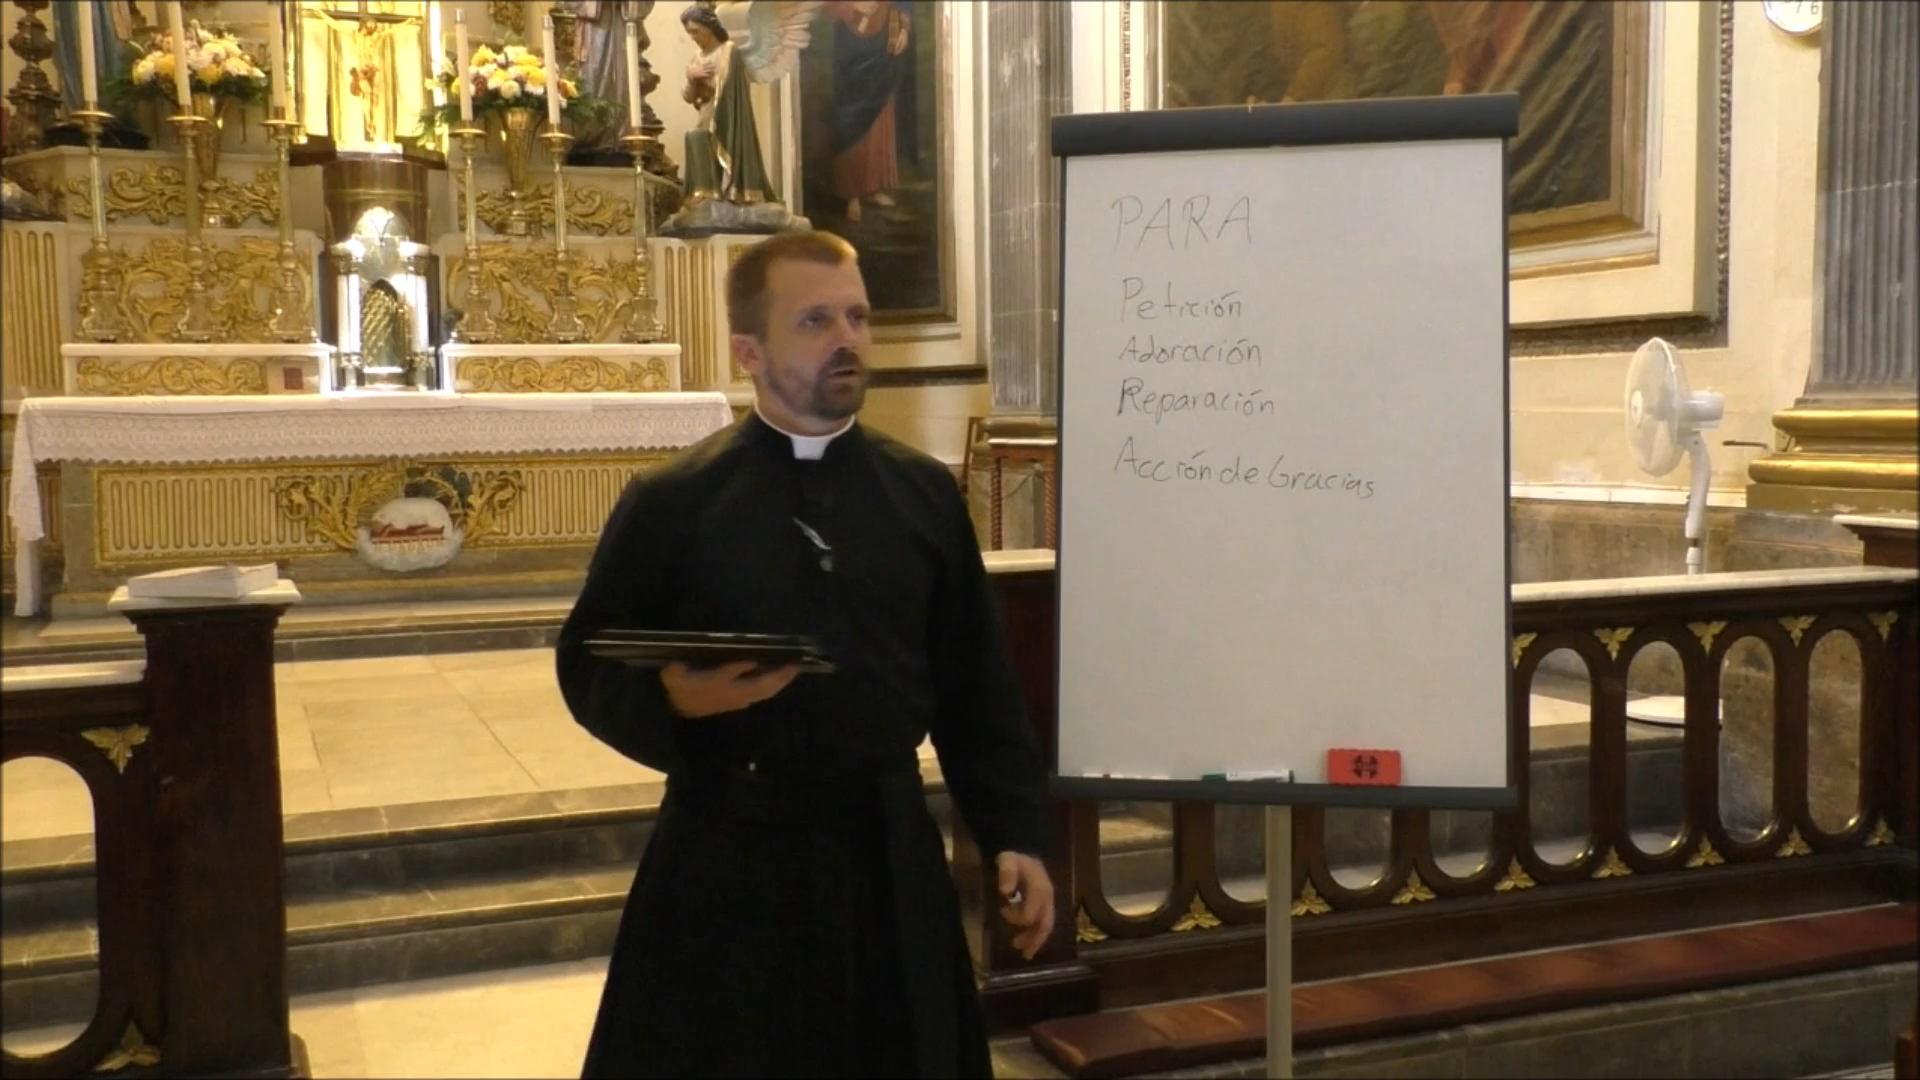 PARA
Petición
Adoración
Reparación
Acción de Gracias